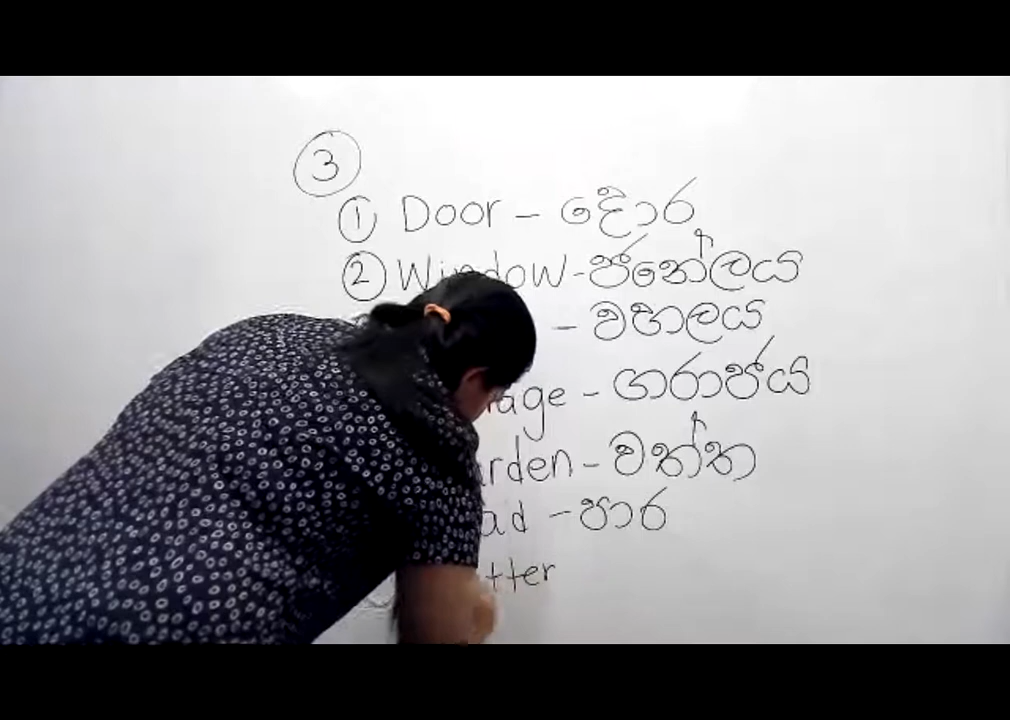 3
1 Door - දොර
2 Window - ජනේලය
- වහලය
age - ගරාජය
rden - වත්ත
ad - පාර
tter